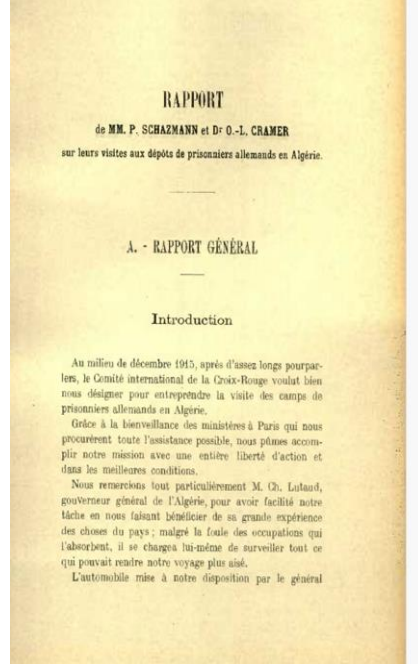 RAPPORT
de MM. P. SCHAZMANN et Dr O.-L. CRAMER
sur leurs visites aux dépôts de prisonniers allemands en Algérie.
A. - RAPPORT GÉNÉRAL
Introduction
Au milieu de décembre 1915, après d'assez longs pourpar-
lers, le Comité international de la Croix-Rouge voulut bien
nous désigner pour entreprendre la visite des camps de
prisonniers allemands en Algérie.
Grâce à la bienveillance des ministères à Paris qui nous
procurèrent toute l'assistance possible, nous pûmes accom-
plir notre mission avec une entière liberté d'action et
dans les meilleures conditions.
Nous remercions tout particulièrement M. Ch. Lutaud,
gouverneur général de l'Algérie, pour avoir facilité notre
tâche en nous faisant bénéficier de sa grande expérience
des choses du pays ; malgré la foule des occupations qui
l'absorbent, il se chargea lui-même de surveiller tout ce
qui pouvait rendre notre voyage plus aisé.
L'automobile mise à notre disposition par le général